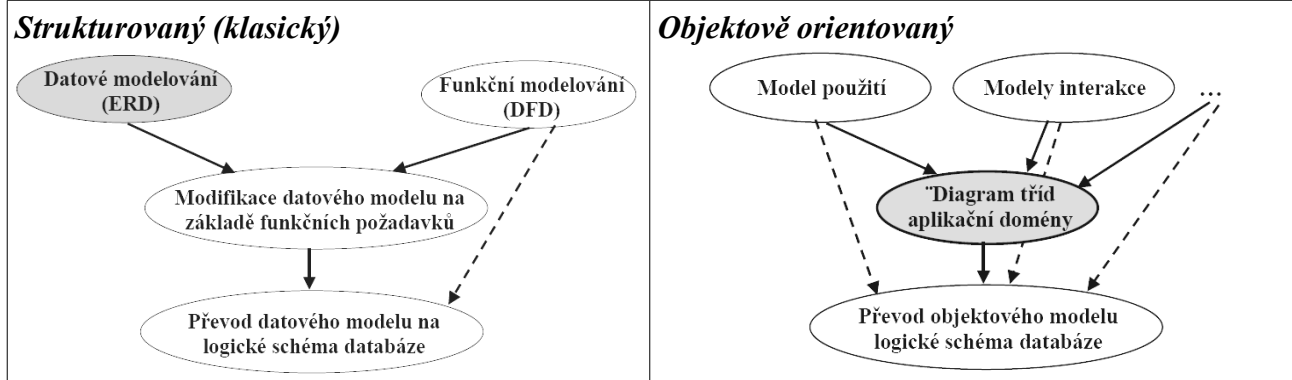 Strukturovaný (klasický)
Datové modelování
(ERD)
Funkční modelování
(DFD)
Modifikace datového modelu na
základě funkčních požadavků
Převod datového modelu na
logické schéma databáze
Objektově orientovaný
Model použití
Modely interakce
...
¨Diagram tříd
aplikační domény
Převod objektového modelu
logické schéma databáze